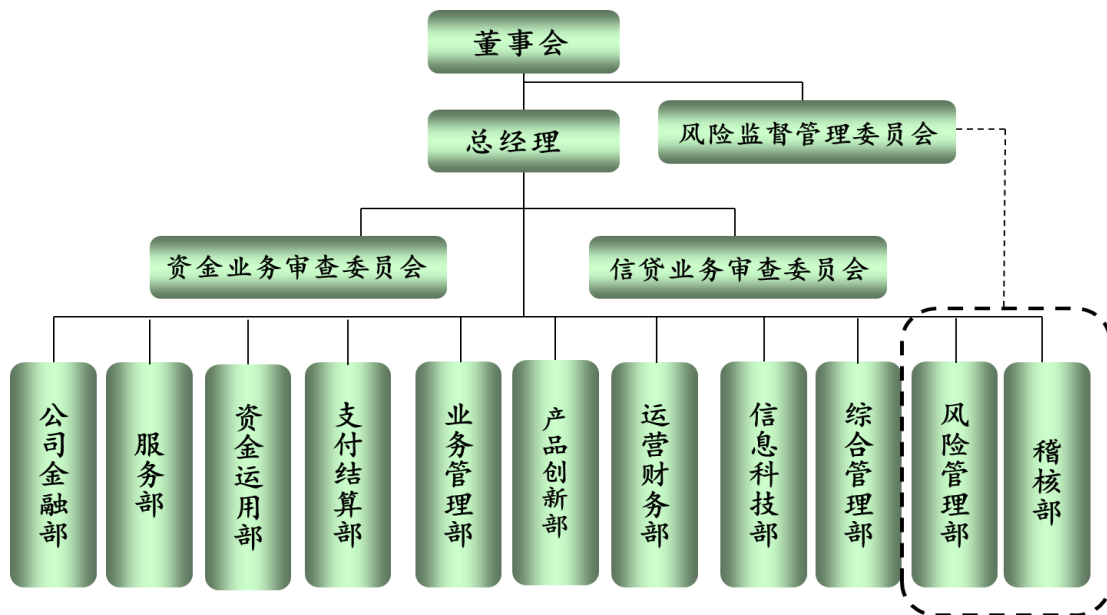 董事会
总经理
风险监督管理委员会
资金业务审查委员会
信贷业务审查委员会
公司金融部
服务部
资金运用部
支付结算部
业务管理部
产品创新部
运营财务部
信息科技部
综合管理部
风险管理部
稽核部